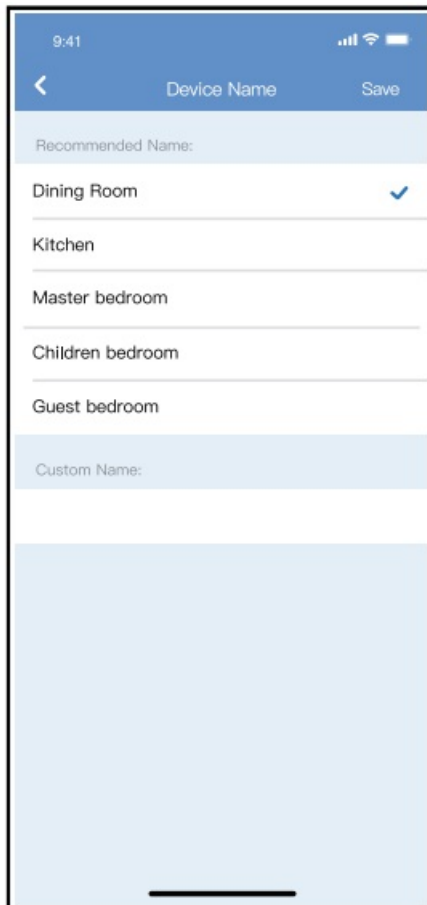 9:41
Device Name Save
Recommended Name:
Dining Room
Kitchen
Master bedroom
Children bedroom
Guest bedroom
Custom Name: